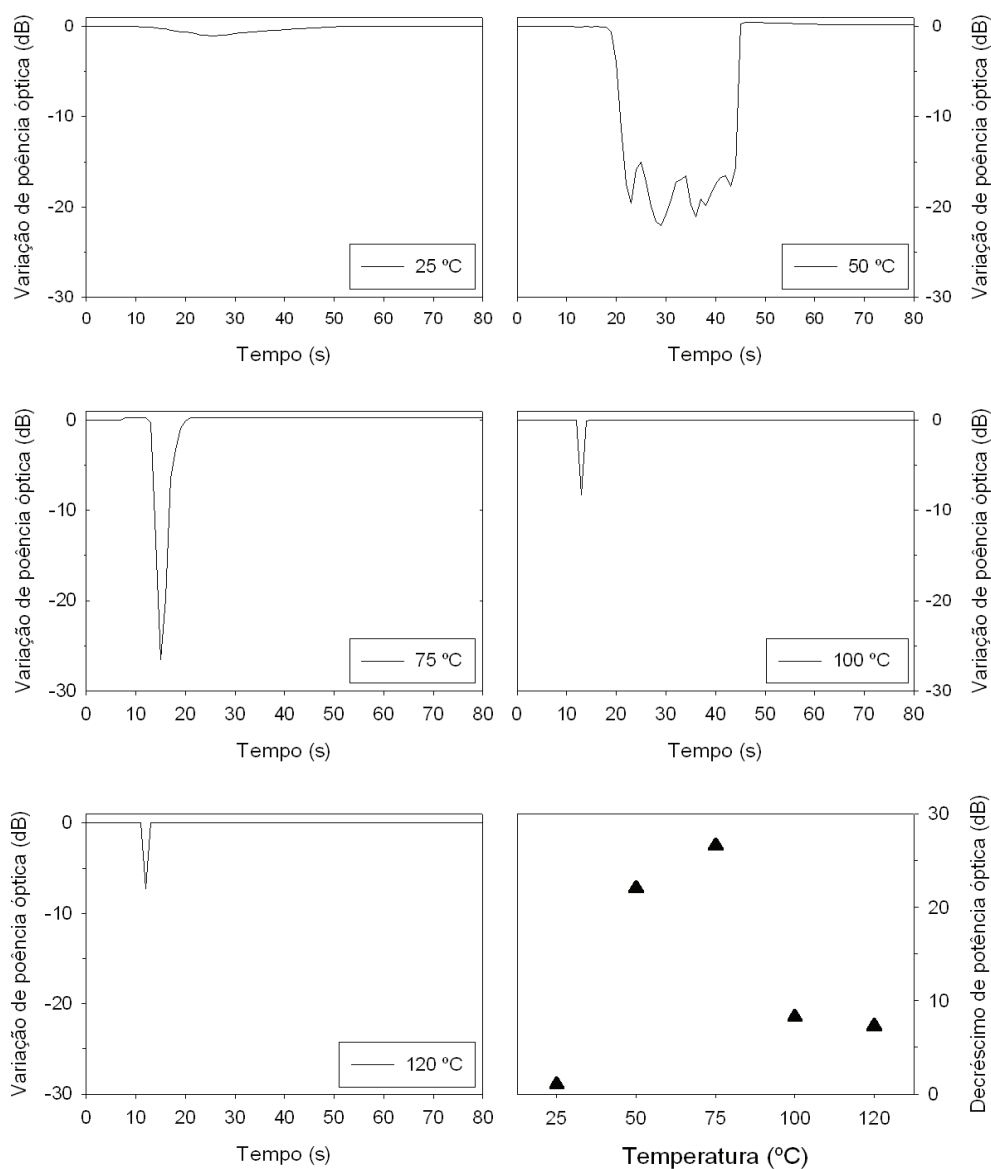 Variação de poência óptica (dB)
0
-10
-20
-30
25 ºC
0 10 20 30 40 50 60 70 80
Tempo (s)
0
-10
-20
-30
Variação de poência óptica (dB)
50 ºC
0 10 20 30 40 50 60 70 80
Tempo (s)
Variação de poência óptica (dB)
0
-10
-20
-30
75 ºC
0 10 20 30 40 50 60 70 80
Tempo (s)
0
-10
-20
-30
Variação de poência óptica (dB)
100 ºC
0 10 20 30 40 50 60 70 80
Tempo (s)
Variação de poência óptica (dB)
0
-10
-20
-30
120 ºC
0 10 20 30 40 50 60 70 80
Tempo (s)
30
20
10
0
Decréscimo de potência óptica (dB)
25 50 75 100 120
Temperatura (ºC)